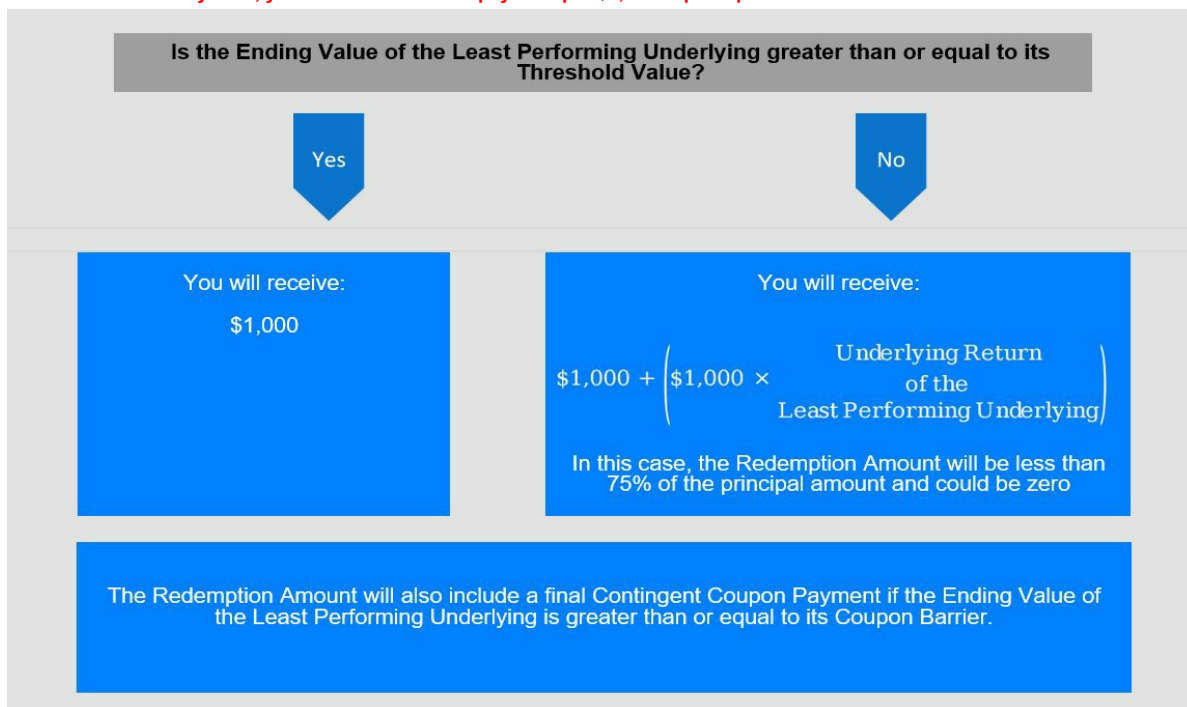 Is the Ending Value of the Least Performing Underlying greater than or equal to its
Threshold Value?
Yes
No
You will receive:
$1,000
You will receive:
$1,000 + ($1,000 × Underlying Return
of the
Least Performing Underlying)
In this case, the Redemption Amount will be less than
75% of the principal amount and could be zero
The Redemption Amount will also include a final Contingent Coupon Payment if the Ending Value of
the Least Performing Underlying is greater than or equal to its Coupon Barrier.